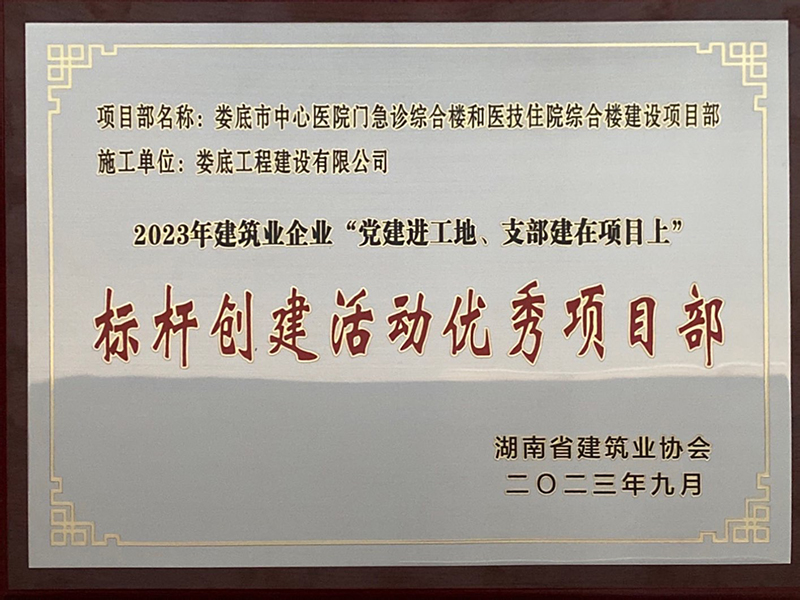 项目部名称：娄底市中心医院门急诊综合楼和医技住院综合楼建设项目部
施工单位：娄底工程建设有限公司
2023年建筑业企业“党建进工地、支部建在项目上”
标杆创建活动优秀项目部
湖南省建筑业协会
二〇二三年九月